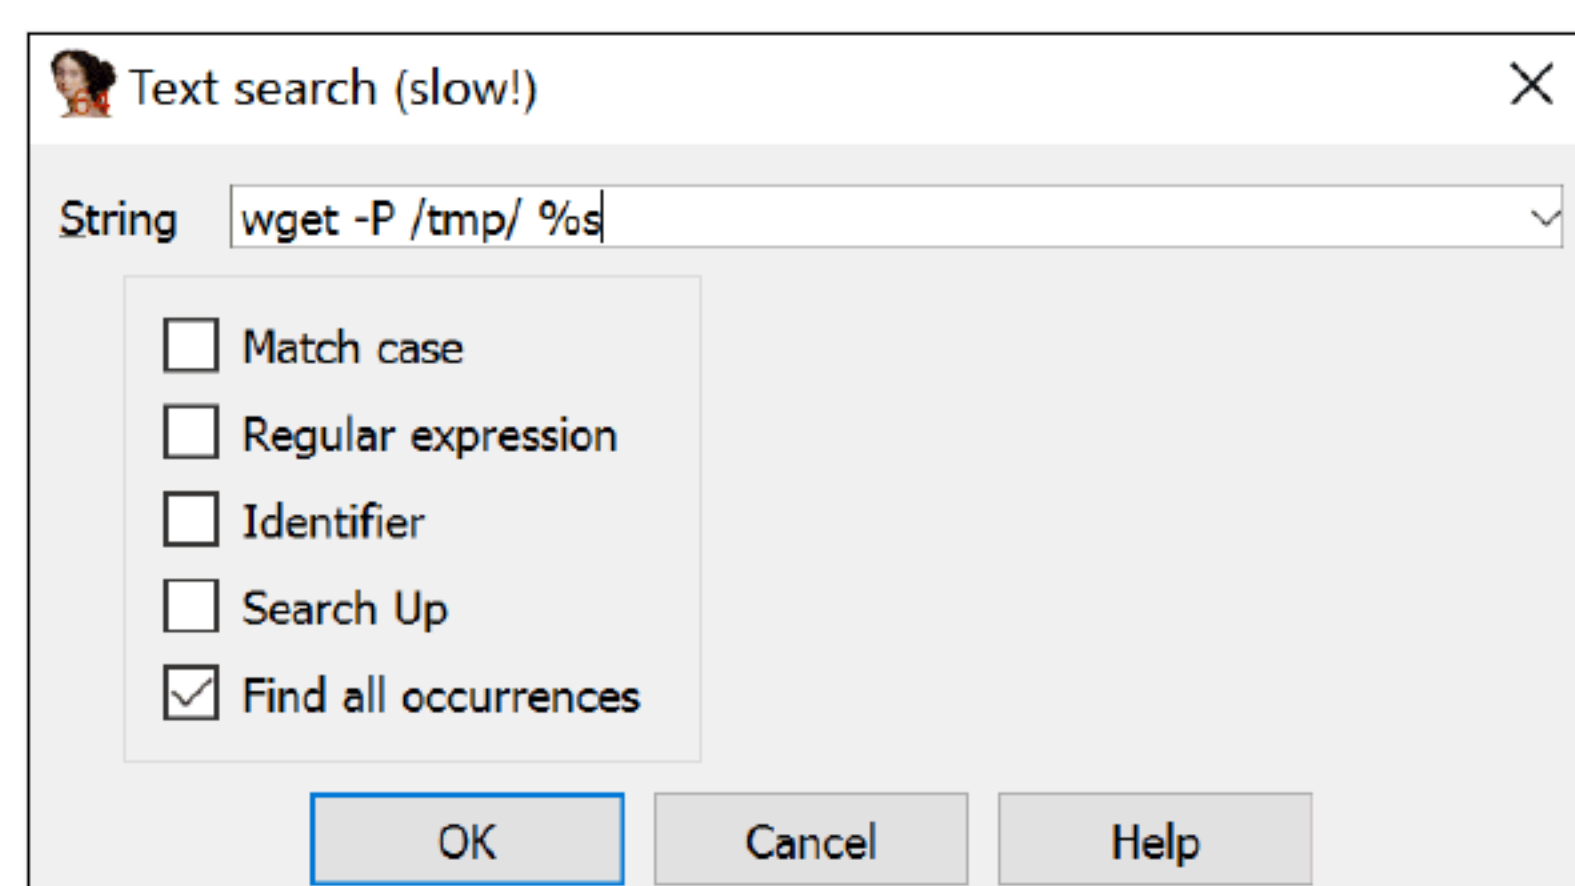 64
Text search (slow!)
String wget -P /tmp/ %s
Match case
Regular expression
Identifier
Search Up
Find all occurrences
OK Cancel Help